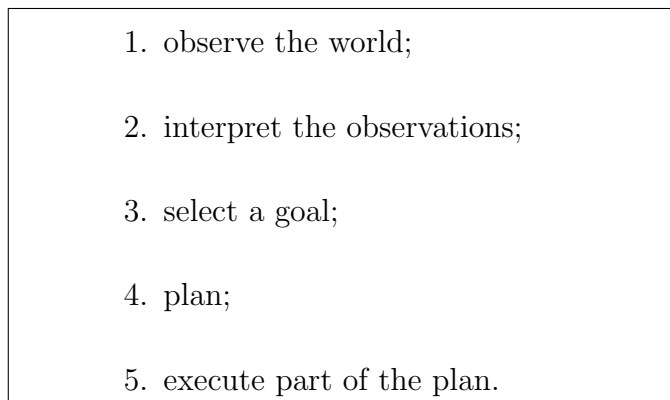 1. observe the world;
2. interpret the observations;
3. select a goal;
4. plan;
5. execute part of the plan.